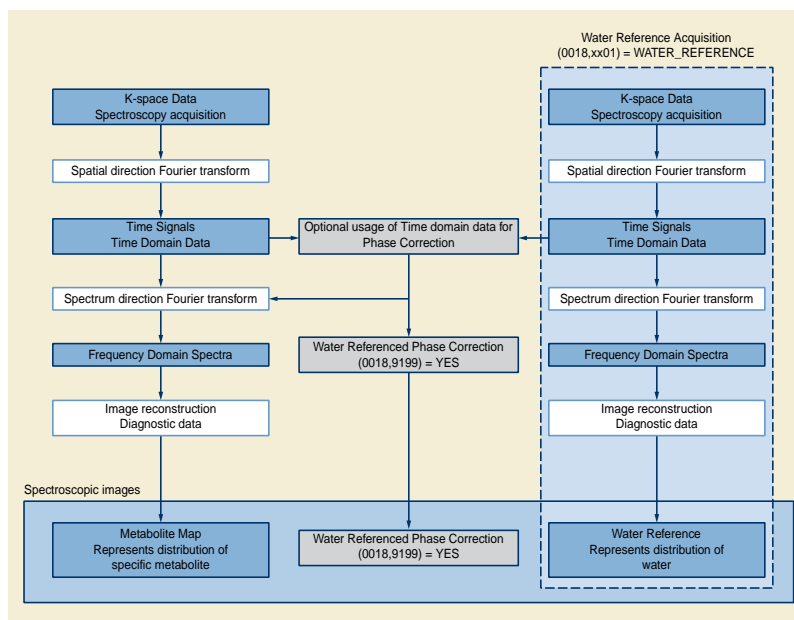 Water Reference Acquisition
(0018,xx01) = WATER_REFERENCE
K-space Data
Spectroscopy acquisition
K-space Data
Spectroscopy acquisition
Spatial direction Fourier transform
Spatial direction Fourier transform
Time Signals
Time Domain Data
Optional usage of Time domain data for
Phase Correction
Time Signals
Time Domain Data
Spectrum direction Fourier transform
Spectrum direction Fourier transform
Frequency Domain Spectra
Water Referenced Phase Correction
(0018,9199) = YES
Frequency Domain Spectra
Image reconstruction
Diagnostic data
Image reconstruction
Diagnostic data
Spectroscopic images
Metabolite Map
Represents distribution of
specific metabolite
Water Referenced Phase Correction
(0018,9199) = YES
Water Reference
Represents distribution of
water